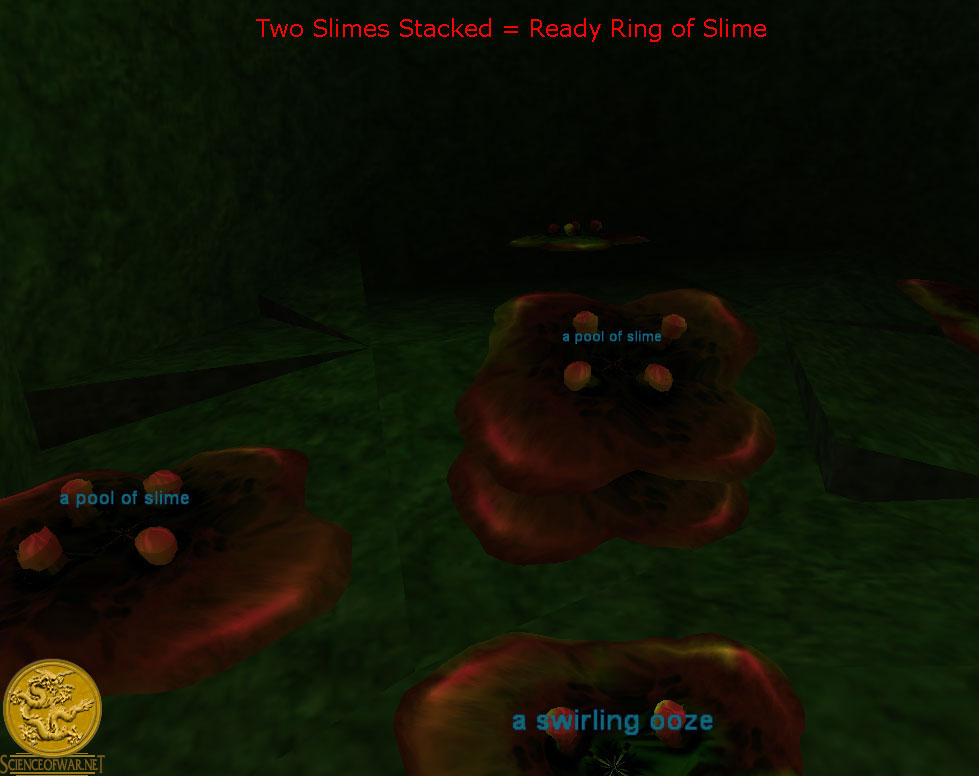 Two Slimes Stacked = Ready Ring of Slime
a pool of slime
a pool of slime
a swirling ooze
SCIENCEOFWAR.NET